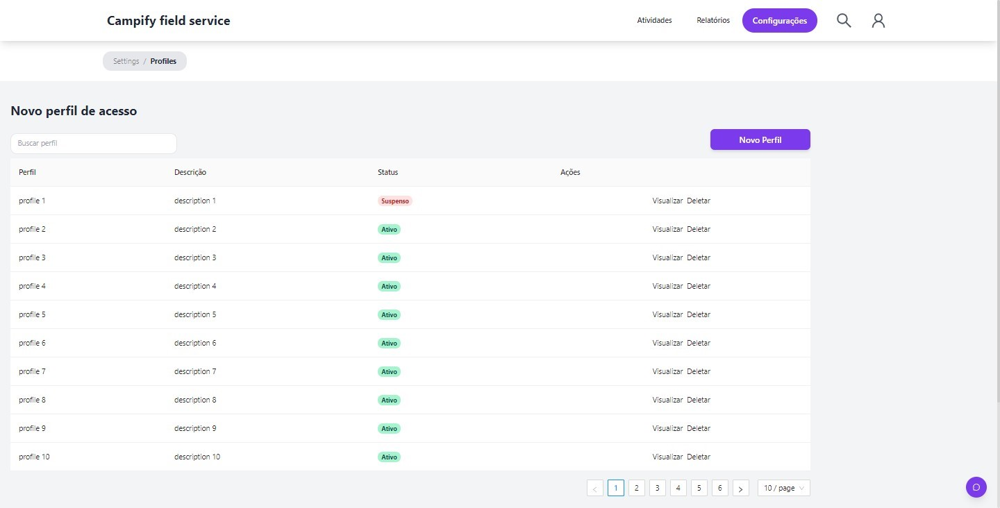 Campify field service Atividades Relatórios Configurações
Settings / Profiles
Novo perfil de acesso
Buscar perfil Novo Perfil
Perfil Descrição Status Ações
profile 1 description 1 Suspenso Visualizar Deletar
profile 2 description 2 Ativo Visualizar Deletar
profile 3 description 3 Ativo Visualizar Deletar
profile 4 description 4 Ativo Visualizar Deletar
profile 5 description 5 Ativo Visualizar Deletar
profile 6 description 6 Ativo Visualizar Deletar
profile 7 description 7 Ativo Visualizar Deletar
profile 8 description 8 Ativo Visualizar Deletar
profile 9 description 9 Ativo Visualizar Deletar
profile 10 description 10 Ativo Visualizar Deletar
< 1 2 3 4 5 6 > 10 / page